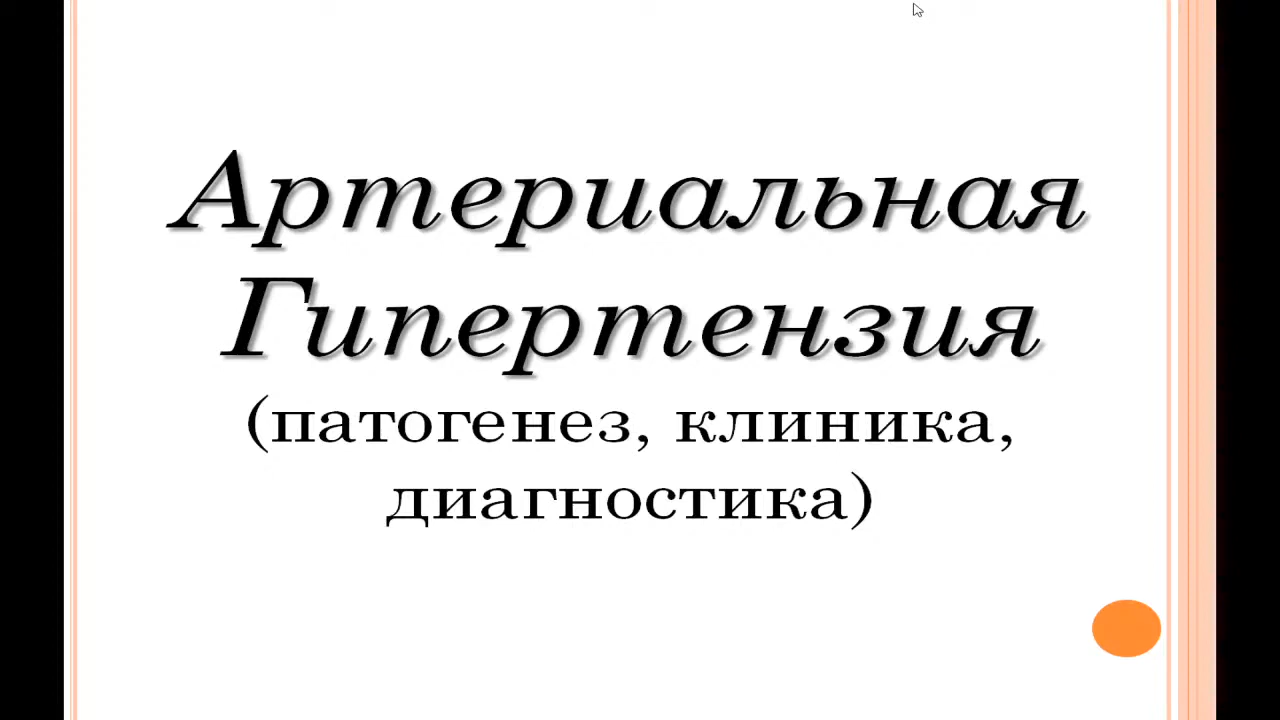 Артериальная
Гипертензия
(патогенез, клиника,
диагностика)